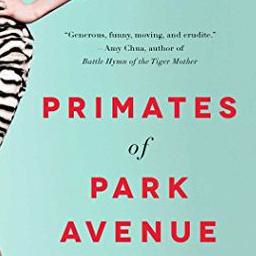 “Generous, funny, moving, and erudite.”
—Amy Chua, author of
Battle Hymn of the Tiger Mother
PRIMATES
of
PARK
AVENUE